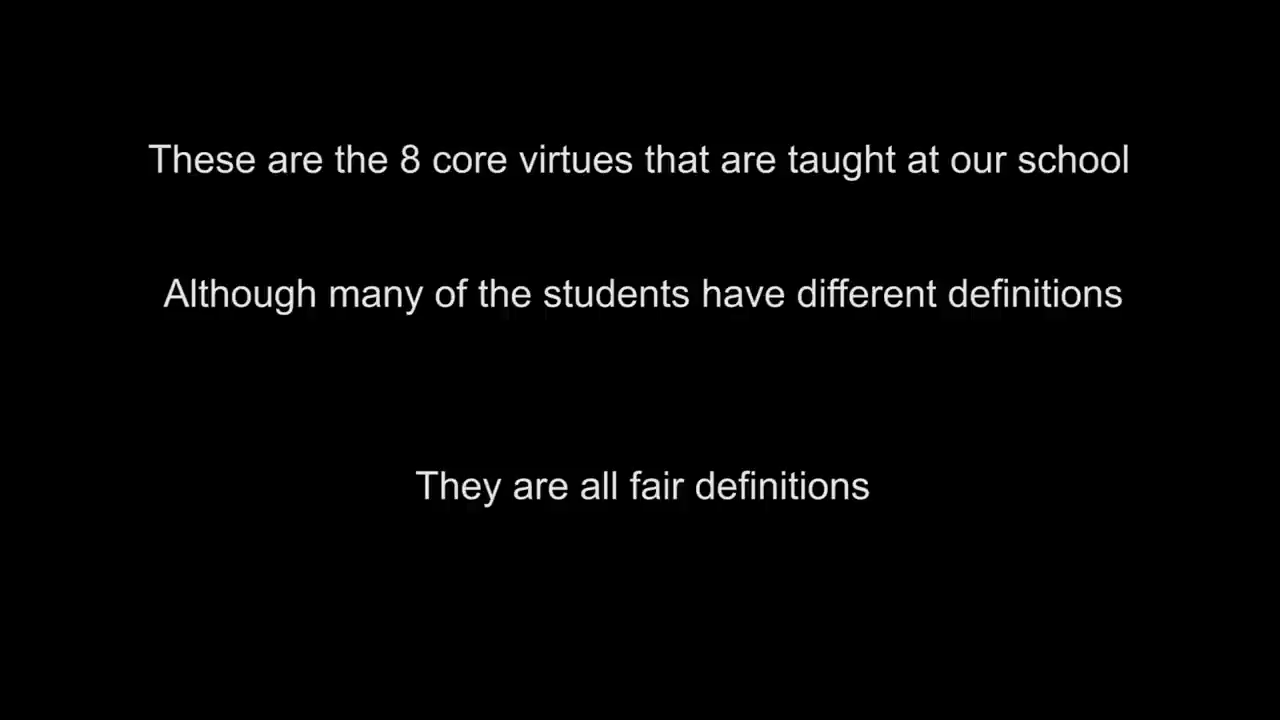 These are the 8 core virtues that are taught at our school
Although many of the students have different definitions
They are all fair definitions